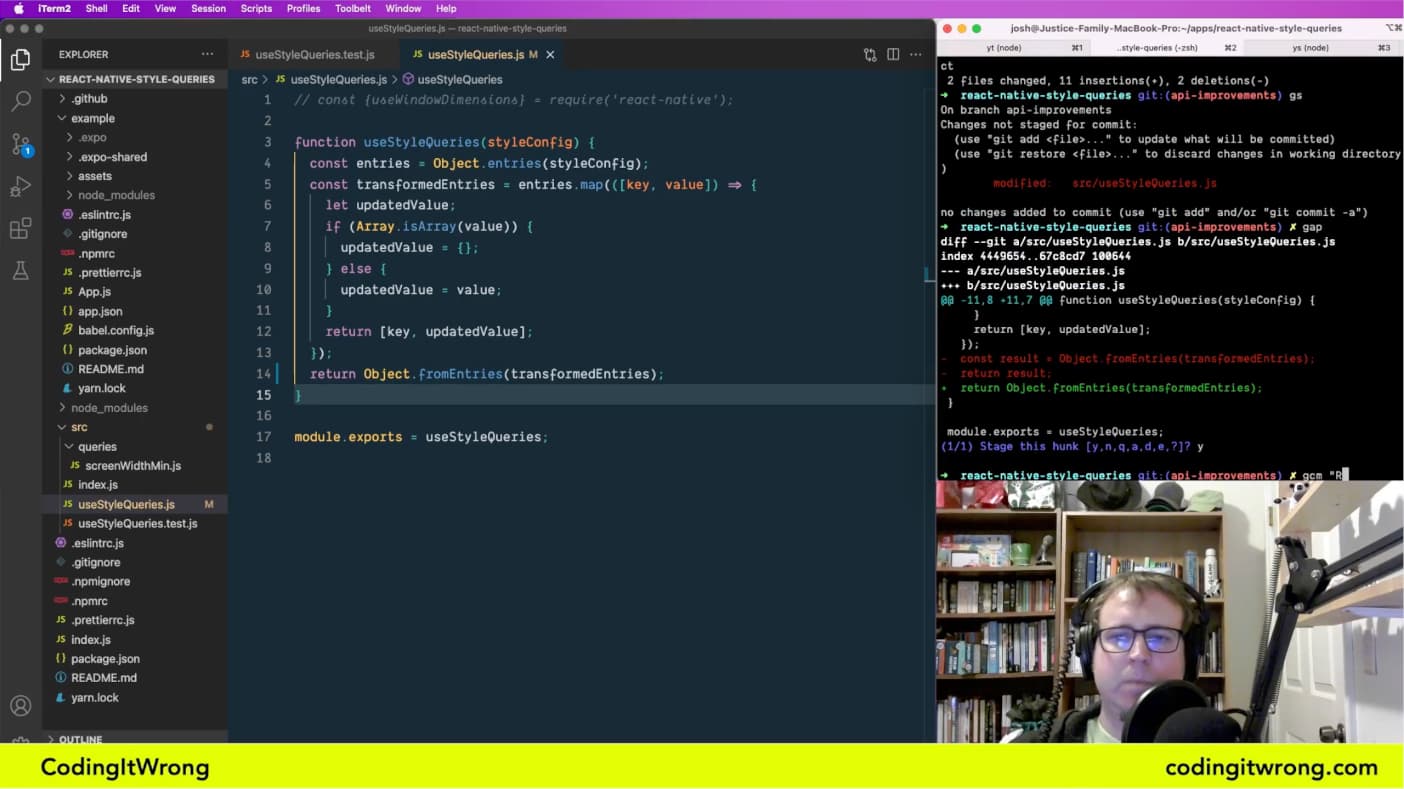 iTerm2 Shell Edit View Session Scripts Profiles Toolbelt Window Help
useStyleQueries.js — react-native-style-queries
EXPLORER
REACT-NATIVE-STYLE-QUERIES
.github
example
.expo
.expo-shared
assets
node_modules
.eslintrc.js
.gitignore
.npmrc
.prettierrc.js
App.js
app.json
babel.config.js
package.json
README.md
yarn.lock
node_modules
src
queries
JS screenWidthMin.js
JS index.js
JS useStyleQueries.js M
JS useStyleQueries.test.js
.eslintrc.js
.gitignore
.npmignore
.npmrc
JS .prettierrc.js
JS index.js
package.json
README.md
yarn.lock
OUTLINE
JS useStyleQueries.test.js
JS useStyleQueries.js M
src > JS useStyleQueries.js > useStyleQueries
1 // const {useWindowDimensions} = require('react-native');
2
3 function useStyleQueries(styleConfig) {
4 const entries = Object.entries(styleConfig);
5 const transformedEntries = entries.map(([key, value]) => {
6 let updatedValue;
7 if (Array.isArray(value)) {
8 updatedValue = {};
9 } else {
10 updatedValue = value;
11 }
12 return [key, updatedValue];
13 });
14 return Object.fromEntries(transformedEntries);
15 }
16
17 module.exports = useStyleQueries;
18
josh@Justice-Family-MacBook-Pro:~/apps/react-native-style-queries ⌥⌘
yt (node) ⌘1 ..style-queries (-zsh) ⌘2 ys (node) ⌘3
ct
2 files changed, 11 insertions(+), 2 deletions(-)
➜ react-native-style-queries git:(api-improvements) gs
On branch api-improvements
Changes not staged for commit:
(use "git add <file>..." to update what will be committed)
(use "git restore <file>..." to discard changes in working directory
)
modified: src/useStyleQueries.js
no changes added to commit (use "git add" and/or "git commit -a")
➜ react-native-style-queries git:(api-improvements) ✗ gap
diff --git a/src/useStyleQueries.js b/src/useStyleQueries.js
index 4449654..67c8cd7 100644
--- a/src/useStyleQueries.js
+++ b/src/useStyleQueries.js
@@ -11,8 +11,7 @@ function useStyleQueries(styleConfig) {
}
return [key, updatedValue];
});
- const result = Object.fromEntries(transformedEntries);
- return result;
+ return Object.fromEntries(transformedEntries);
}
module.exports = useStyleQueries;
(1/1) Stage this hunk [y,n,q,a,d,e,?]? y
➜ react-native-style-queries git:(api-improvements) ✗ gcm "R
CodingItWrong
codingitwrong.com